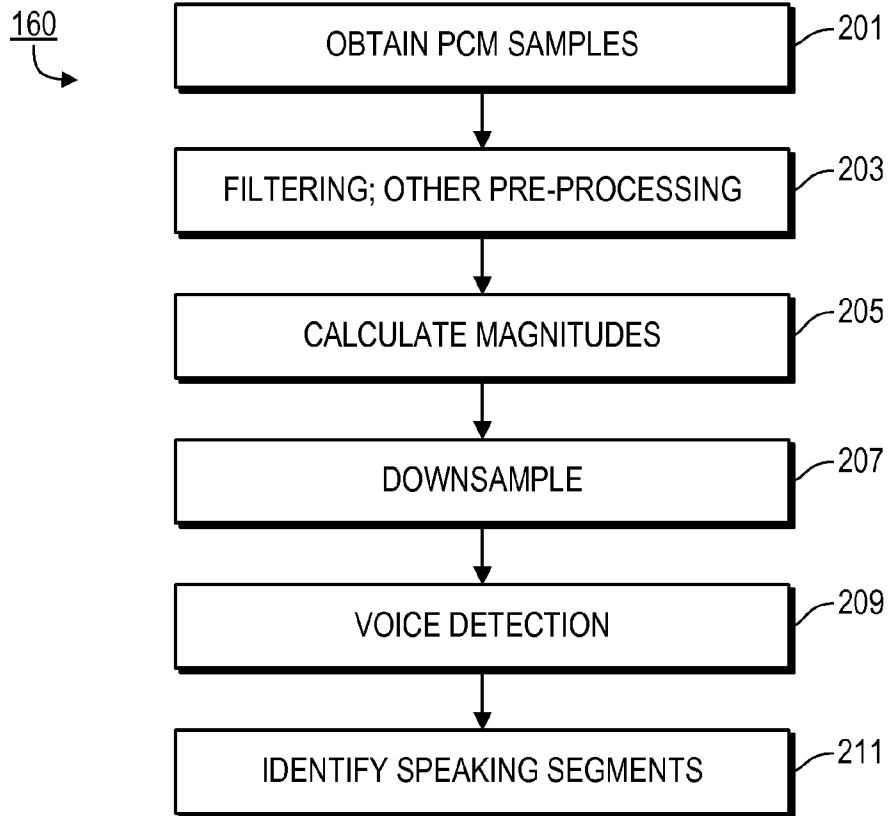 160
OBTAIN PCM SAMPLES
201
FILTERING; OTHER PRE-PROCESSING
203
CALCULATE MAGNITUDES
205
DOWNSAMPLE
207
VOICE DETECTION
209
IDENTIFY SPEAKING SEGMENTS
211